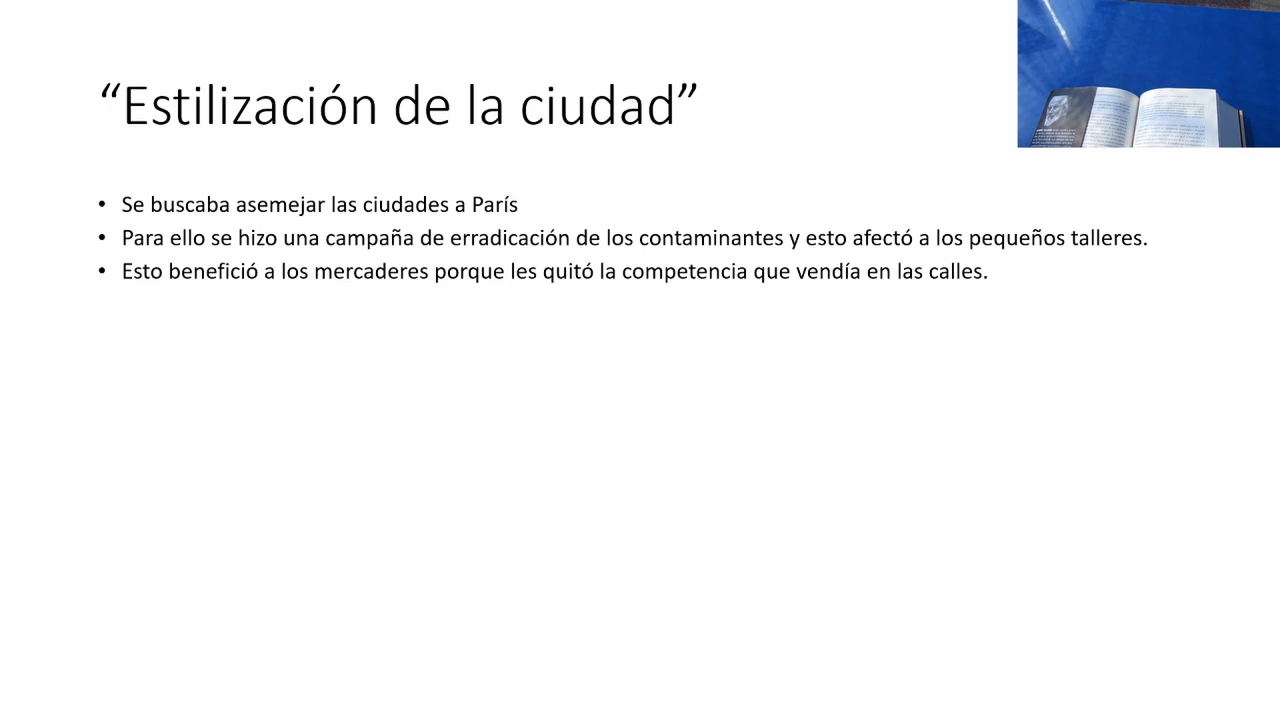 “Estilización de la ciudad”
• Se buscaba asemejar las ciudades a París
• Para ello se hizo una campaña de erradicación de los contaminantes y esto afectó a los pequeños talleres.
• Esto benefició a los mercaderes porque les quitó la competencia que vendía en las calles.